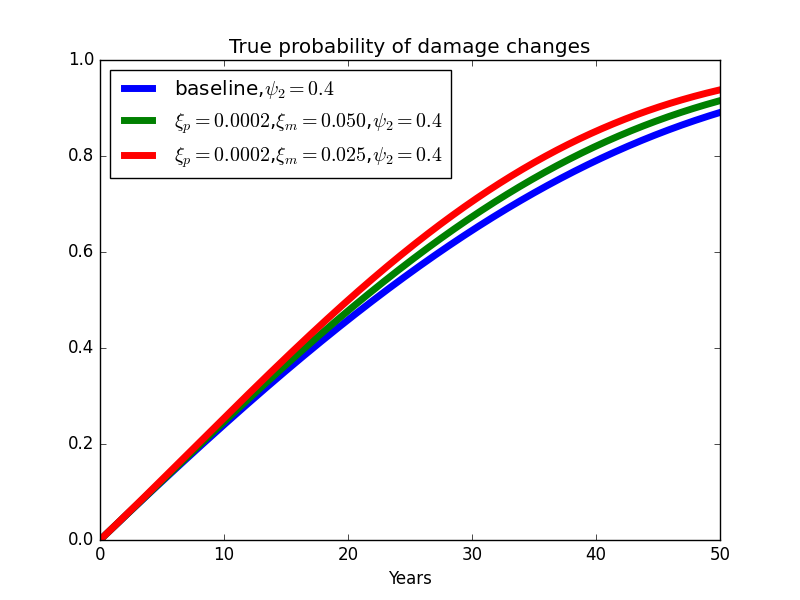 True probability of damage changes
baseline,ψ₂ = 0.4
ξₚ = 0.0002,ξₘ = 0.050,ψ₂ = 0.4
ξₚ = 0.0002,ξₘ = 0.025,ψ₂ = 0.4
1.0
0.8
0.6
0.4
0.2
0.0
0 10 20 30 40 50
Years